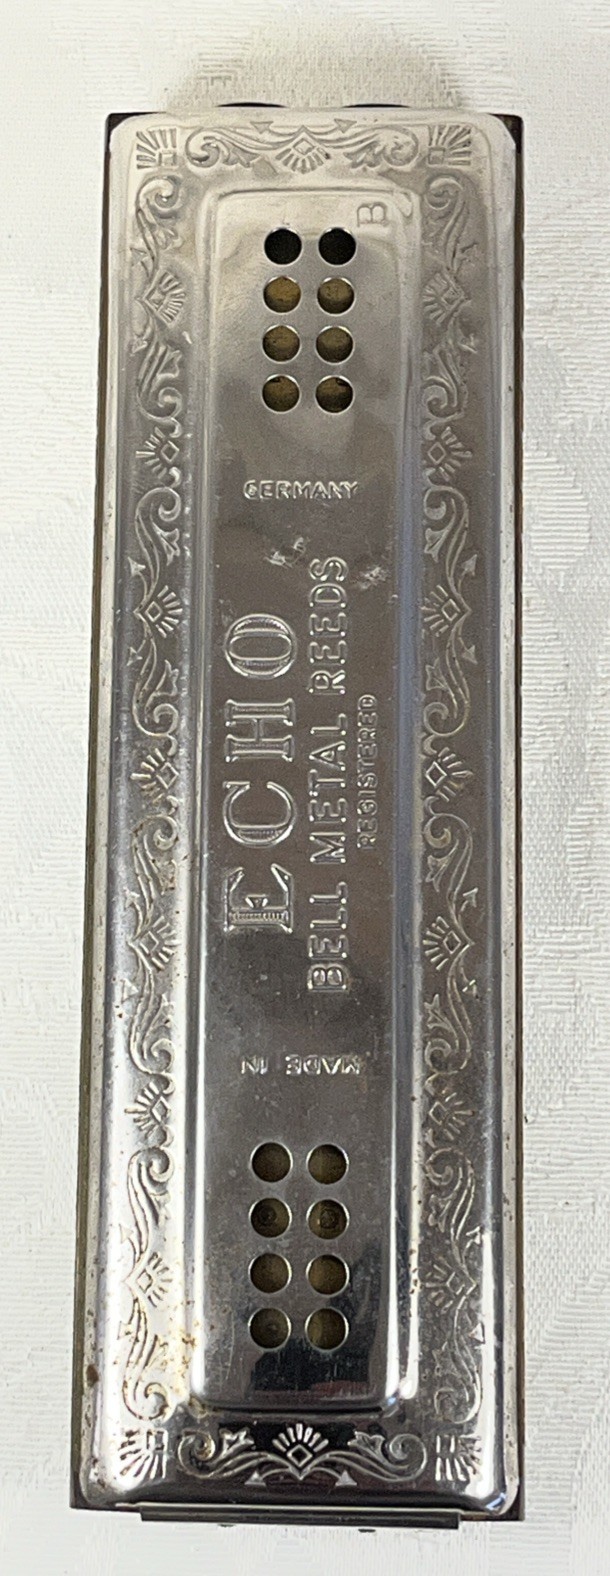 B
GERMANY
ECHO
BELL METAL REEDS
REGISTERED
MADE IN